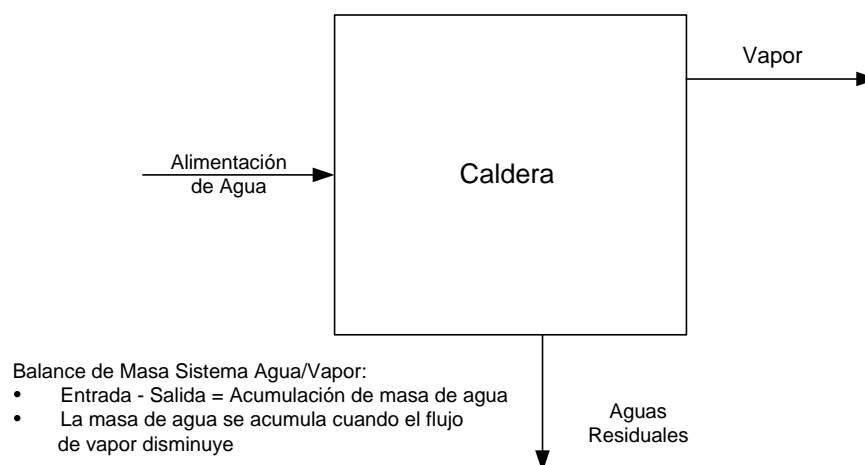 Vapor
Alimentación
de Agua
Caldera
Balance de Masa Sistema Agua/Vapor:
• Entrada - Salida = Acumulación de masa de agua
• La masa de agua se acumula cuando el flujo
de vapor disminuye
Aguas
Residuales